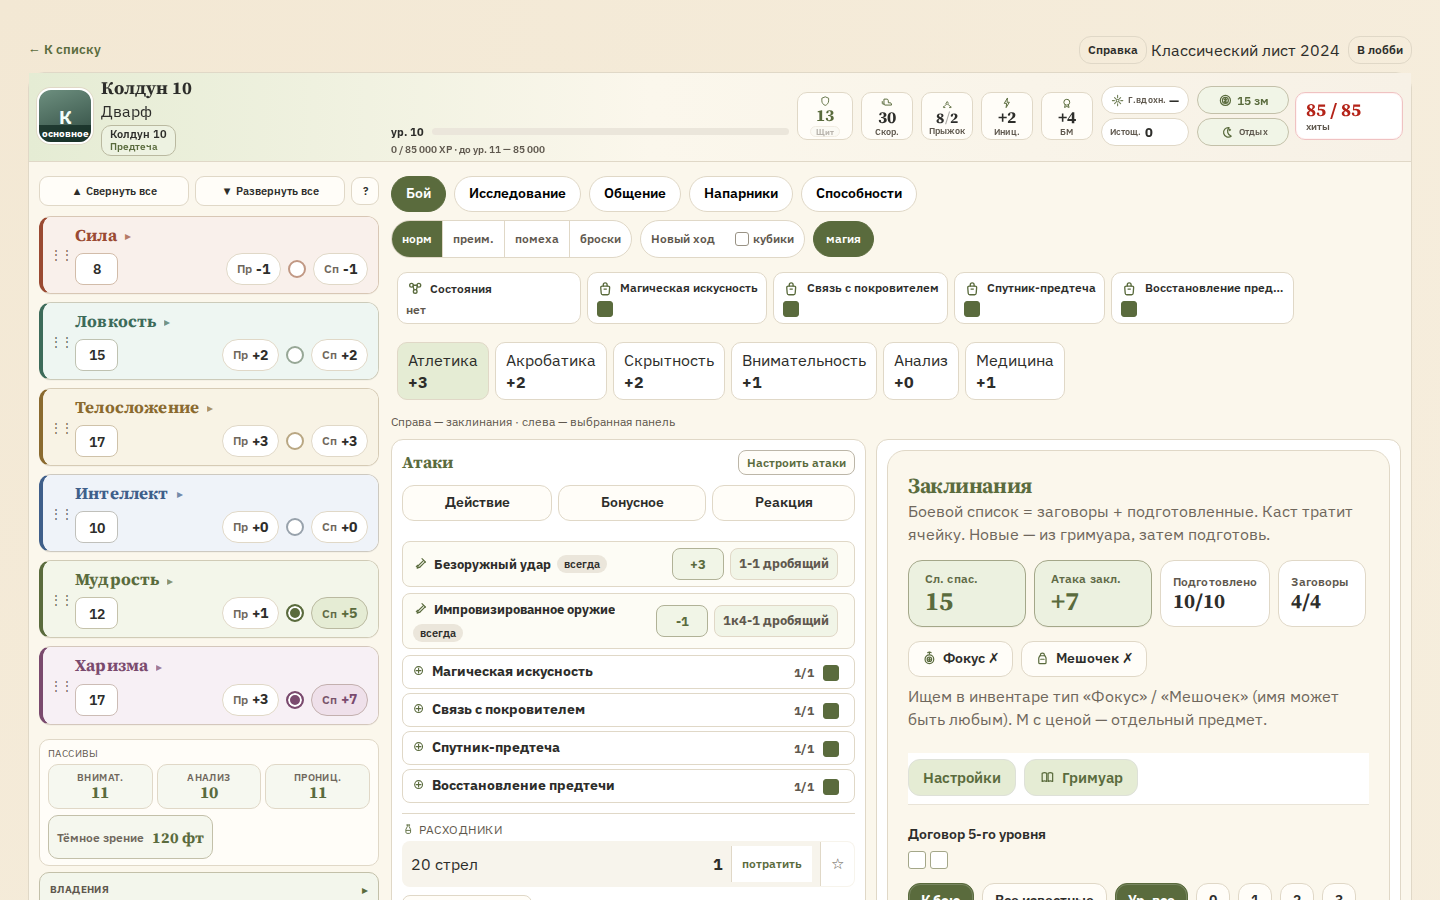 ← К списку
Справка
Классический лист 2024
В лобби
К
основное
Колдун 10
Дварф
Колдун 10
Предтеча
ур. 10
0 / 85 000 XP · до ур. 11 — 85 000
13
Щит
30
Скор.
8/2
Прыжок
+2
Иниц.
+4
БМ
Г.вдохн. —
Истощ. 0
15 зм
Отдых
85 / 85
хиты
▲ Свернуть все
▼ Развернуть все
?
Сила ▸
8
Пр -1
Сп -1
Ловкость ▸
15
Пр +2
Сп +2
Телосложение ▸
17
Пр +3
Сп +3
Интеллект ▸
10
Пр +0
Сп +0
Мудрость ▸
12
Пр +1
Сп +5
Харизма ▸
17
Пр +3
Сп +7
ПАССИВЫ
ВНИМАТ.
11
АНАЛИЗ
10
ПРОНИЦ.
11
Тёмное зрение 120 фт
ВЛАДЕНИЯ ▸
Бой
Исследование
Общение
Напарники
Способности
норм
преим.
помеха
броски
Новый ход
кубики
магия
Состояния
нет
Магическая искусность
Связь с покровителем
Спутник-предтеча
Восстановление пред...
Атлетика
+3
Акробатика
+2
Скрытность
+2
Внимательность
+1
Анализ
+0
Медицина
+1
Справа — заклинания · слева — выбранная панель
Атаки
Настроить атаки
Действие
Бонусное
Реакция
Безоружный удар всегда
+3
1-1 дробящий
Импровизированное оружие
всегда
-1
1к4-1 дробящий
Магическая искусность 1/1
Связь с покровителем 1/1
Спутник-предтеча 1/1
Восстановление предтечи 1/1
РАСХОДНИКИ
20 стрел
1
потратить
☆
Заклинания
Боевой список = заговоры + подготовленные. Каст тратит
ячейку. Новые — из гримуара, затем подготовь.
Сл. спас.
15
Атака закл.
+7
Подготовлено
10/10
Заговоры
4/4
Фокус ✗
Мешочек ✗
Ищем в инвентаре тип «Фокус» / «Мешочек» (имя может
быть любым). М с ценой — отдельный предмет.
Настройки
Гримуар
Договор 5-го уровня
К бою
Все известные
0
1
2
3